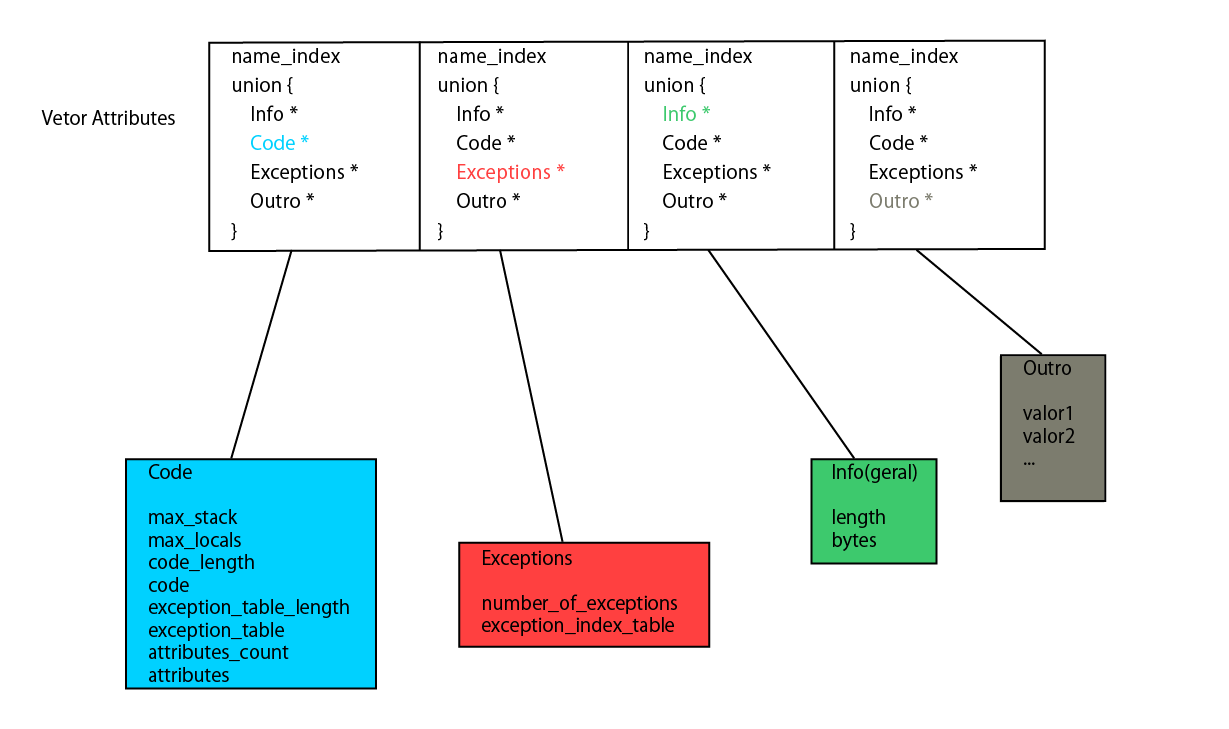 Vetor Attributes
name_index
union {
Info *
Code *
Exceptions *
Outro *
}
name_index
union {
Info *
Code *
Exceptions *
Outro *
}
name_index
union {
Info *
Code *
Exceptions *
Outro *
}
name_index
union {
Info *
Code *
Exceptions *
Outro *
}
Code
max_stack
max_locals
code_length
code
exception_table_length
exception_table
attributes_count
attributes
Exceptions
number_of_exceptions
exception_index_table
Info(geral)
length
bytes
Outro
valor1
valor2
...